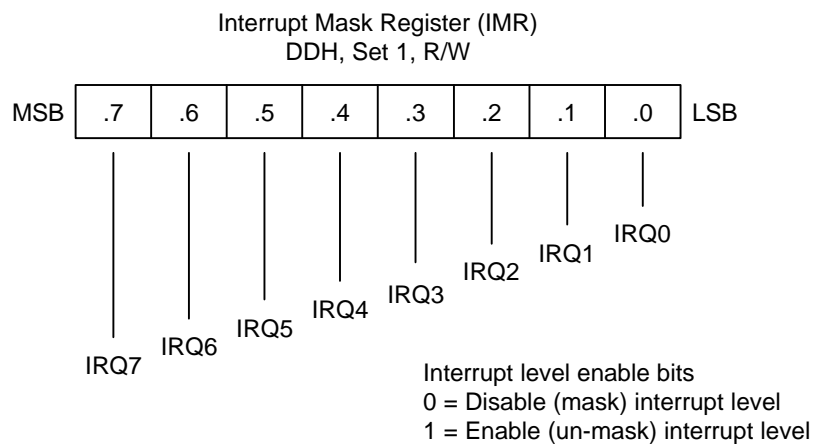 Interrupt Mask Register (IMR)
DDH, Set 1, R/W
MSB .7 .6 .5 .4 .3 .2 .1 .0 LSB
IRQ0
IRQ1
IRQ2
IRQ3
IRQ4
IRQ5
IRQ6
IRQ7
Interrupt level enable bits
0 = Disable (mask) interrupt level
1 = Enable (un-mask) interrupt level